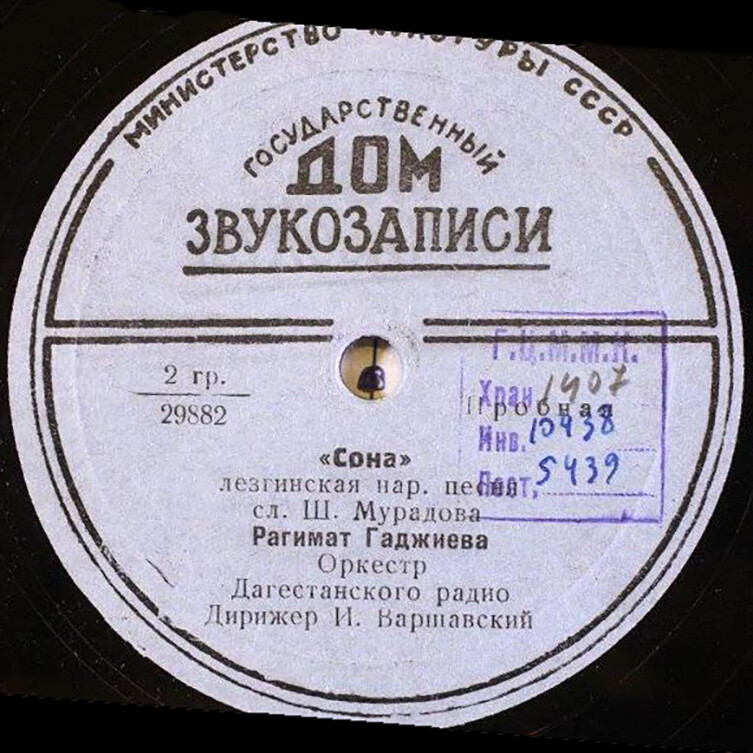 МИНИСТЕРСТВО КУЛЬТУРЫ СССР
ГОСУДАРСТВЕННЫЙ
ДОМ
ЗВУКОЗАПИСИ
2 гр.
29882
Г.Ц.М.М.К.
Хран. 1407
Пробная
Инв. 10438
Пост. 5439
«Сона»
лезгинская нар. песня
сл. Ш. Мурадова
Рагимат Гаджиева
Оркестр
Дагестанского радио
Дирижер И. Варшавский